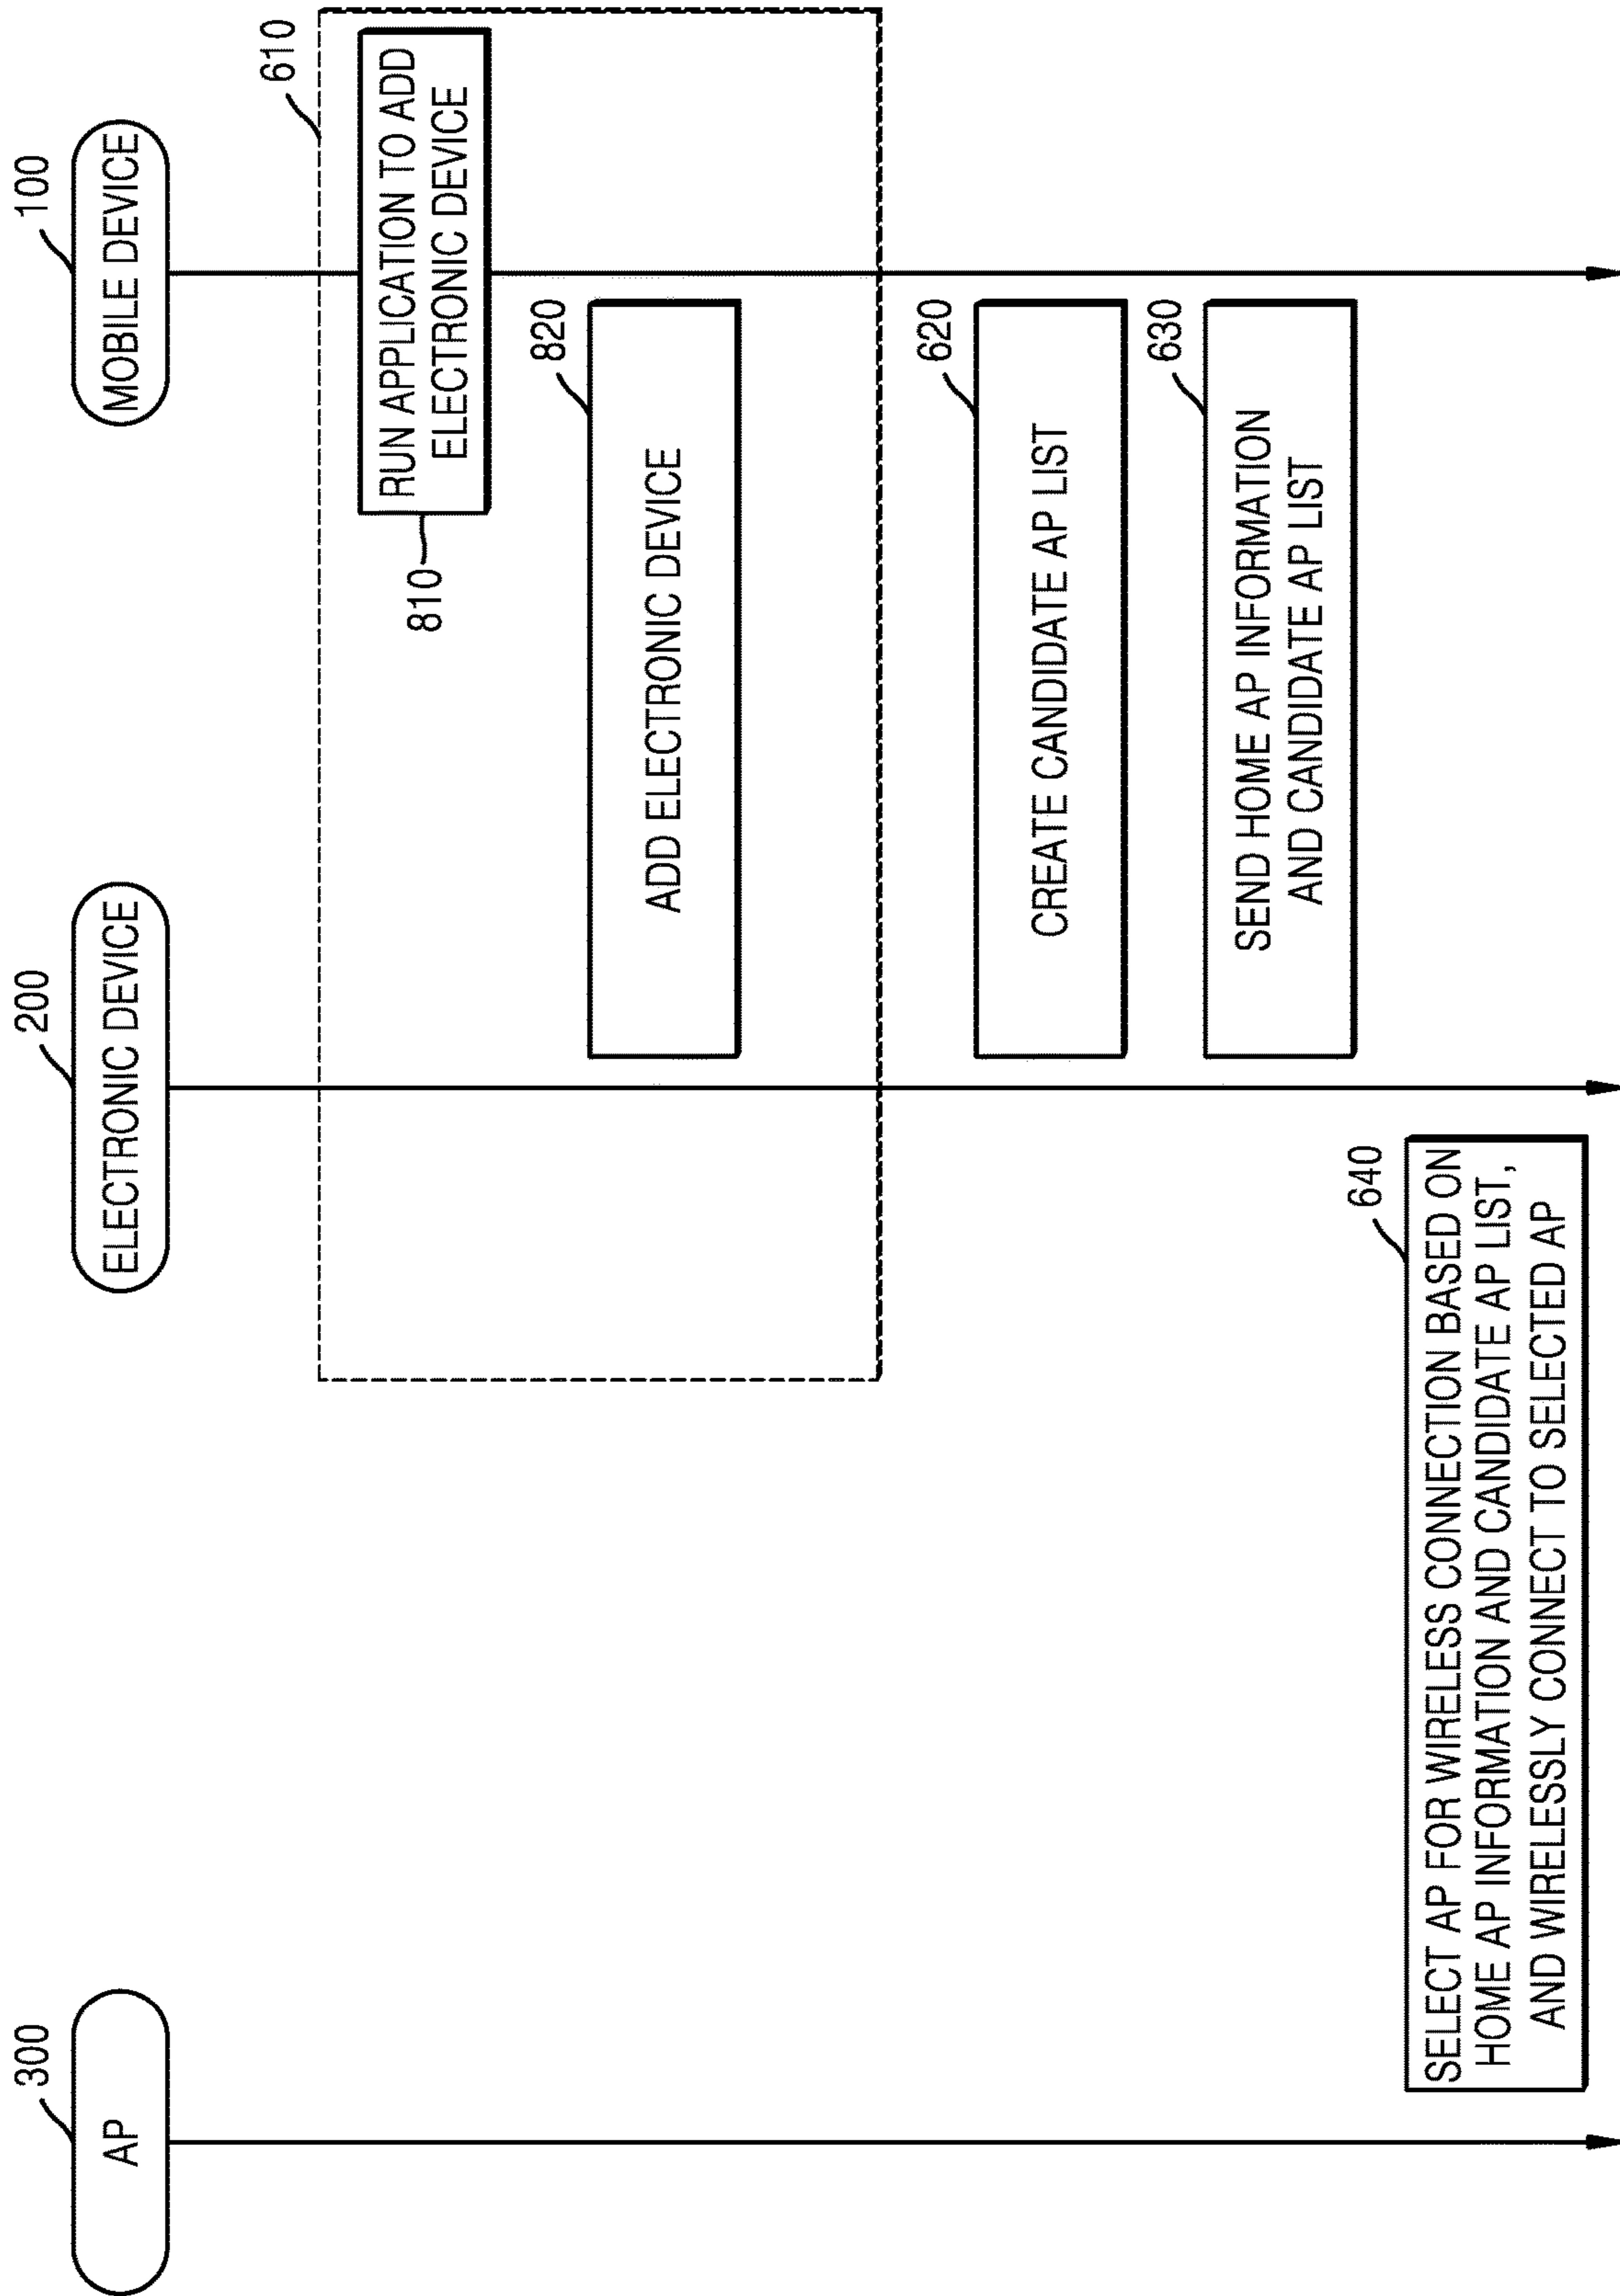 300
AP
200
ELECTRONIC DEVICE
100
MOBILE DEVICE
610
RUN APPLICATION TO ADD
ELECTRONIC DEVICE
810
820
ADD ELECTRONIC DEVICE
620
CREATE CANDIDATE AP LIST
630
SEND HOME AP INFORMATION
AND CANDIDATE AP LIST
640
SELECT AP FOR WIRELESS CONNECTION BASED ON
HOME AP INFORMATION AND CANDIDATE AP LIST,
AND WIRELESSLY CONNECT TO SELECTED AP